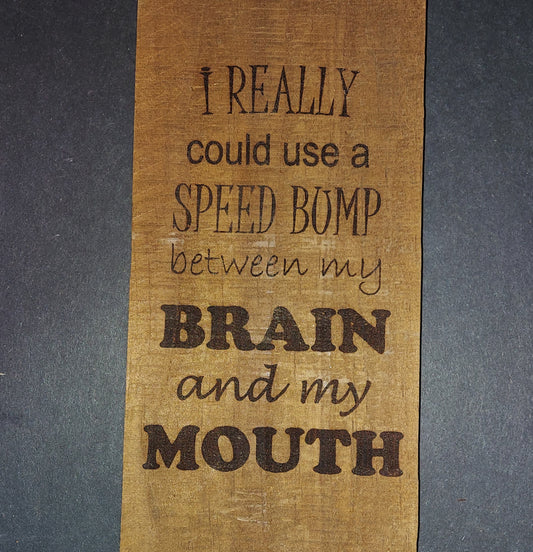 I REALLY
could use a
SPEED BUMP
between my
BRAIN
and my
MOUTH